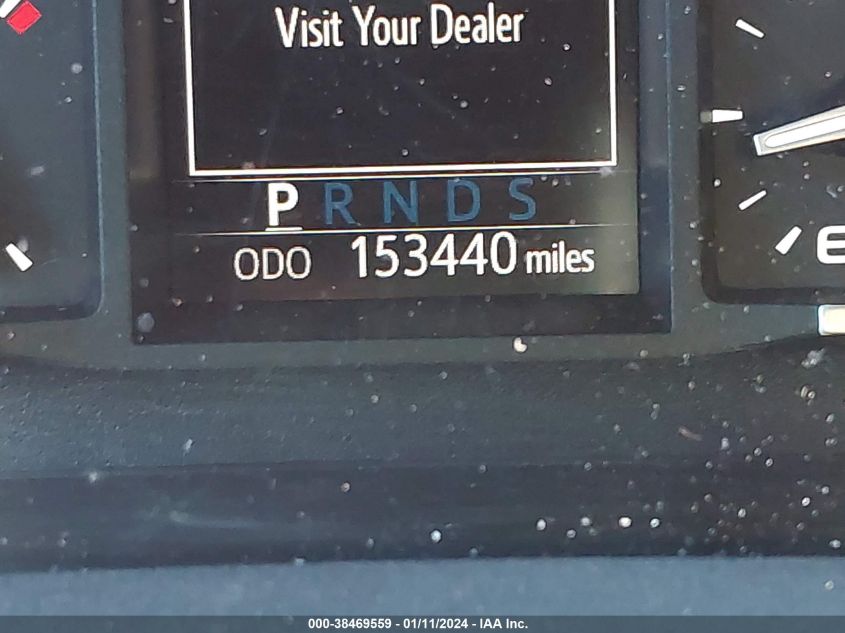 Visit Your Dealer
P R N D S
ODO 153440 miles
E
000-38469559 - 01/11/2024 - IAA Inc.